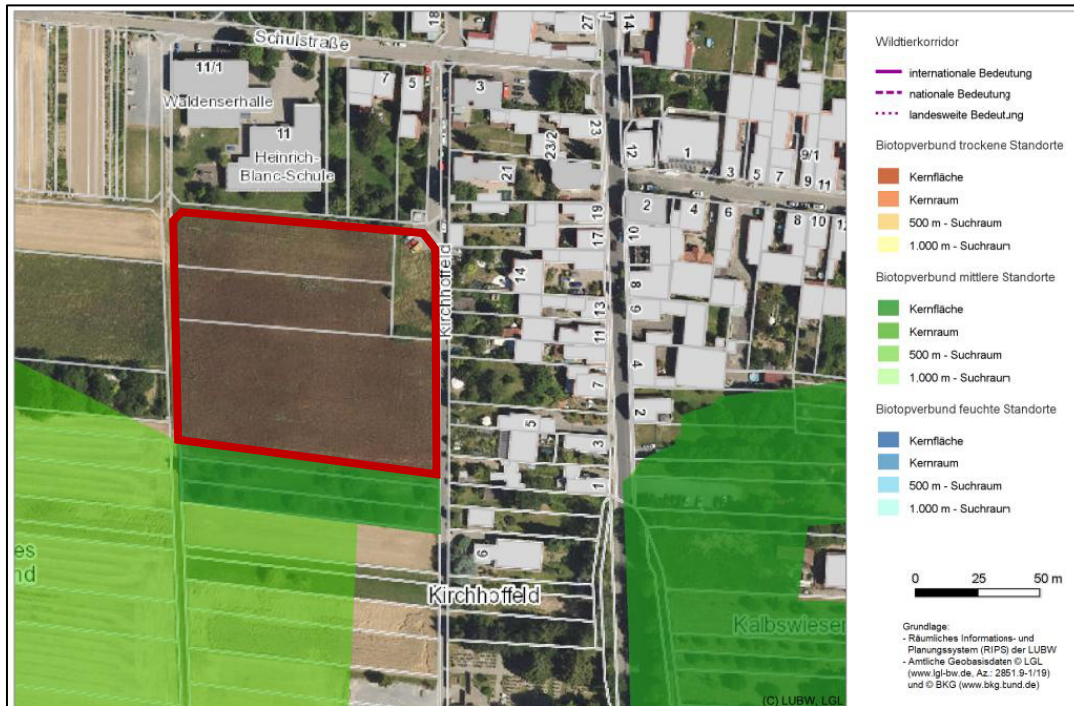 18
27
14
Schulstraße
11/1
Waldenserhalle
7
5
3
23
11
Heinrich-
Blanc-Schule
23/2
12
1
3
5
7
9/1
9
11
21
2
4
6
8
10
12
19
17
10
14
8
13
6
11
Kirchhoffeld
4
7
2
5
3
1
9
es
nd
Kirchhoffeld
Kalbswiesen
(C) LUBW, LGL
Wildtierkorridor
internationale Bedeutung
nationale Bedeutung
landesweite Bedeutung
Biotopverbund trockene Standorte
Kernfläche
Kernraum
500 m - Suchraum
1.000 m - Suchraum
Biotopverbund mittlere Standorte
Kernfläche
Kernraum
500 m - Suchraum
1.000 m - Suchraum
Biotopverbund feuchte Standorte
Kernfläche
Kernraum
500 m - Suchraum
1.000 m - Suchraum
0 25 50 m
Grundlage:
- Räumliches Informations- und
Planungssystem (RIPS) der LUBW
- Amtliche Geobasisdaten © LGL
(www.lgl-bw.de, Az.: 2851.9-1/19)
und © BKG (www.bkg.bund.de)